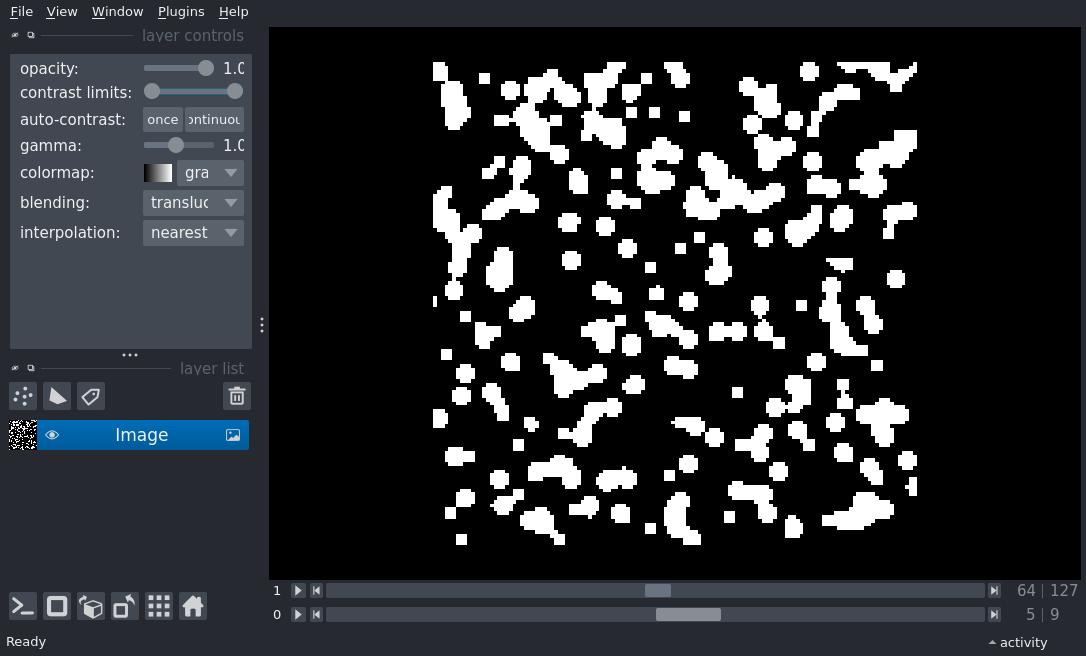 File View Window Plugins Help
layer controls
opacity: 1.0
contrast limits:
auto-contrast: once ontinuou
gamma: 1.0
colormap: gra
blending: transluc
interpolation: nearest
layer list
Image
1 64 127
0 5 9
Ready activity